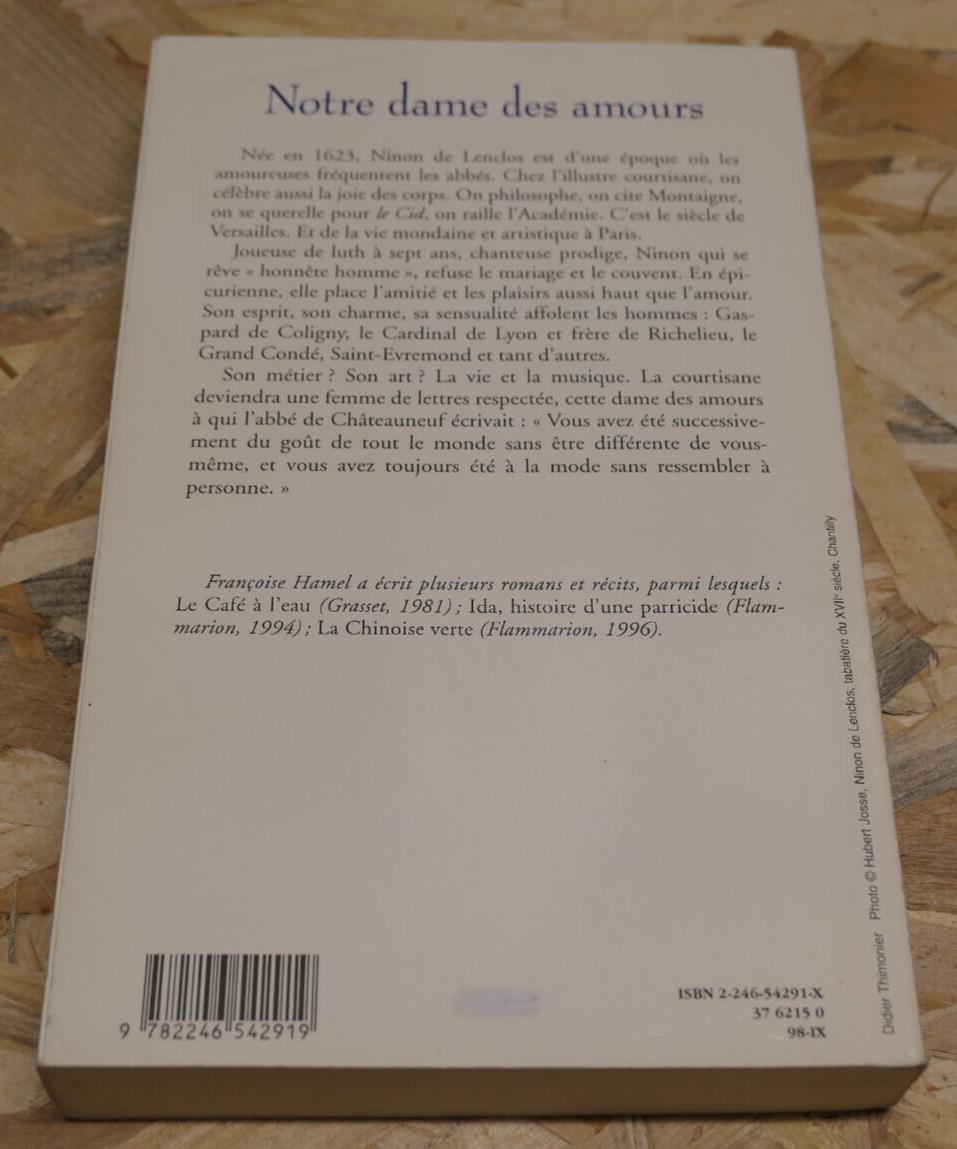 Notre dame des amours
Née en 1623, Ninon de Lenclos est d'une époque où les
amoureuses fréquentent les abbés. Chez l'illustre courtisane, on
célèbre aussi la joie des corps. On philosophe, on cite Montaigne,
on se querelle pour le Cid, on raille l'Académie. C'est le siècle de
Versailles. Et de la vie mondaine et artistique à Paris.
Joueuse de luth à sept ans, chanteuse prodige, Ninon qui se
rêve « honnête homme », refuse le mariage et le couvent. En épi-
curienne, elle place l'amitié et les plaisirs aussi haut que l'amour.
Son esprit, son charme, sa sensualité affolent les hommes : Gas-
pard de Coligny, le Cardinal de Lyon et frère de Richelieu, le
Grand Condé, Saint-Evremond et tant d'autres.
Son métier ? Son art ? La vie et la musique. La courtisane
deviendra une femme de lettres respectée, cette dame des amours
à qui l'abbé de Châteauneuf écrivait : « Vous avez été successive-
ment du goût de tout le monde sans être différente de vous-
même, et vous avez toujours été à la mode sans ressembler à
personne. »
Françoise Hamel a écrit plusieurs romans et récits, parmi lesquels :
Le Café à l'eau (Grasset, 1981) ; Ida, histoire d'une parricide (Flam-
marion, 1994) ; La Chinoise verte (Flammarion, 1996).
Didier Thimonier Photo © Hubert Josse, Ninon de Lenclos, tabatière du XVIIe siècle, Chantilly
9 782246 542919
ISBN 2-246-54291-X
37 6215 0
98-IX